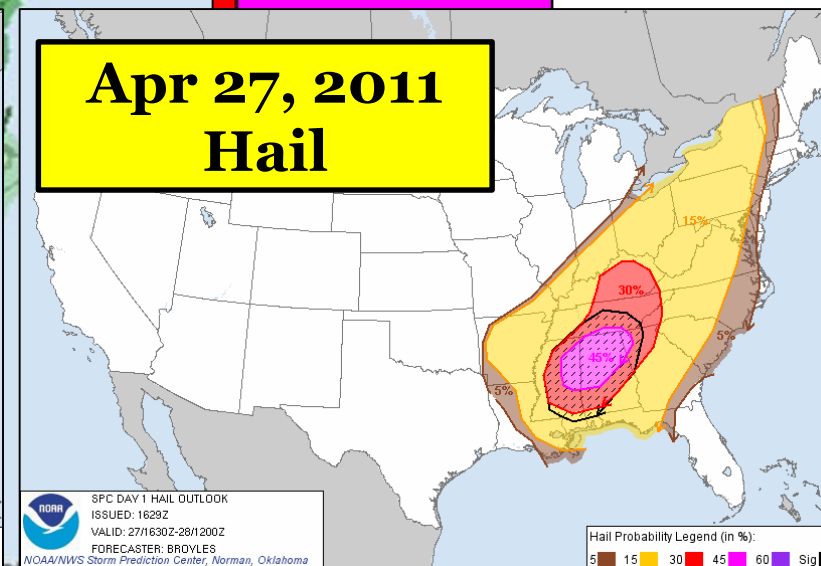 Apr 27, 2011
Hail
15%
30%
5%
45%
5%
NOAA
SPC DAY 1 HAIL OUTLOOK
ISSUED: 1629Z
VALID: 27/1630Z-28/1200Z
FORECASTER: BROYLES
NOAA/NWS Storm Prediction Center, Norman, Oklahoma
Hail Probability Legend (in %):
5 15 30 45 60 Sig